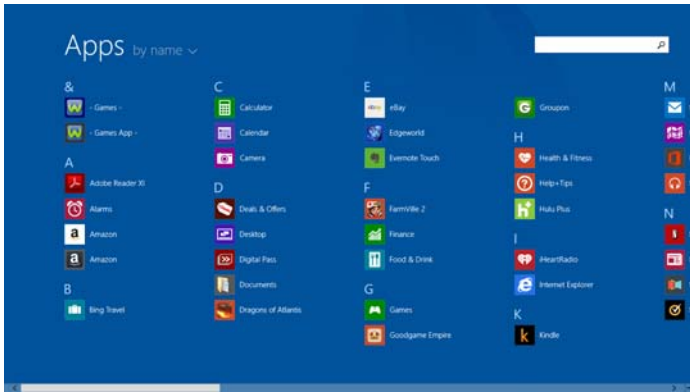 Apps by name
&
- Games -
- Games App -
A
Adobe Reader XI
Alarms
Amazon
Amazon
B
Bing Travel
C
Calculator
Calendar
Camera
D
Deals & Offers
Desktop
Digital Pass
Documents
Dragons of Atlantis
E
eBay
Edgeworld
Evernote Touch
F
FarmVille 2
Finance
Food & Drink
G
Games
Goodgame Empire
Groupon
H
Health & Fitness
Help+Tips
Hulu Plus
I
iHeartRadio
Internet Explorer
K
Kindle
M
N